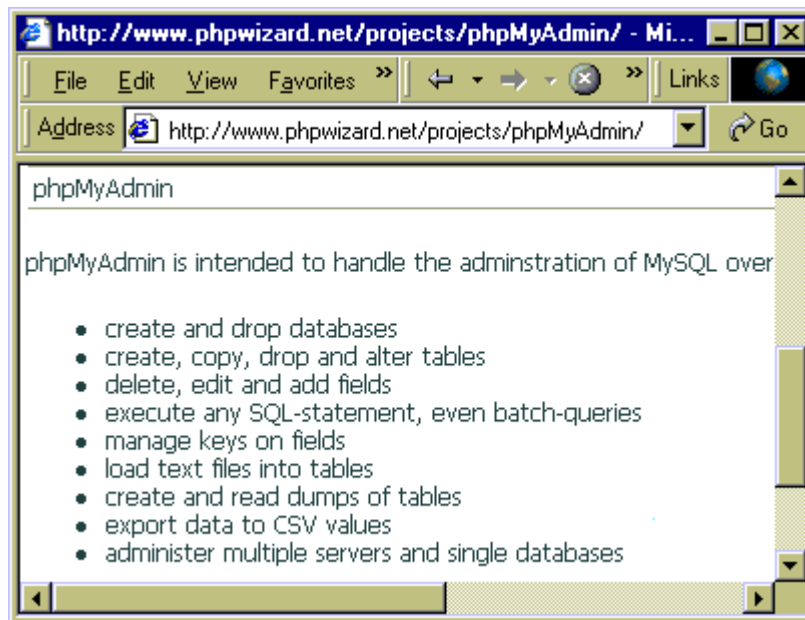 http://www.phpwizard.net/projects/phpMyAdmin/ - Mi...
File Edit View Favorites » » Links
Address http://www.phpwizard.net/projects/phpMyAdmin/ Go
phpMyAdmin
phpMyAdmin is intended to handle the adminstration of MySQL over
• create and drop databases
• create, copy, drop and alter tables
• delete, edit and add fields
• execute any SQL-statement, even batch-queries
• manage keys on fields
• load text files into tables
• create and read dumps of tables
• export data to CSV values
• administer multiple servers and single databases